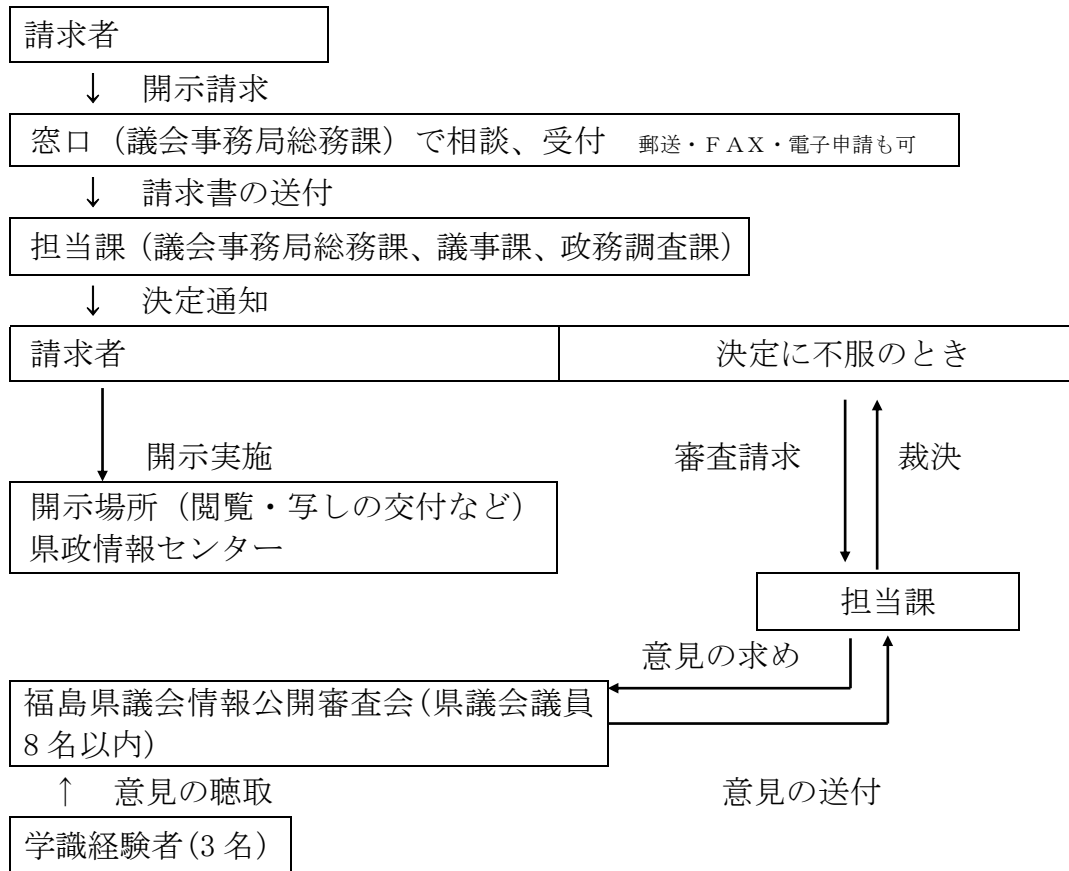 請求者
↓　開示請求
窓口（議会事務局総務課）で相談、受付　郵送・ＦＡＸ・電子申請も可
↓　請求書の送付
担当課（議会事務局総務課、議事課、政務調査課）
↓　決定通知
請求者　決定に不服のとき
開示実施　審査請求　裁決
開示場所（閲覧・写しの交付など）
県政情報センター
担当課
意見の求め
福島県議会情報公開審査会(県議会議員
8名以内)
↑　意見の聴取　意見の送付
学識経験者(3名)